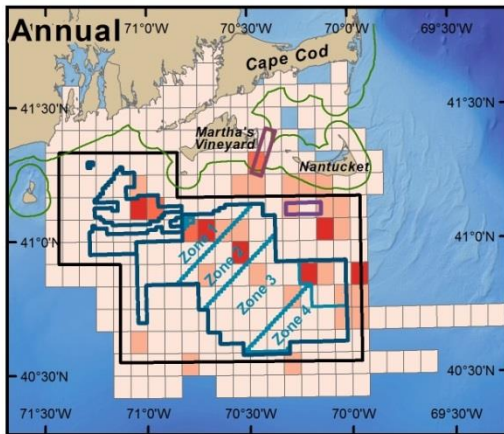 Annual
71°0'W
70°30'W
70°0'W
69°30'W
Cape Cod
41°30'N
41°30'N
Martha's
Vineyard
Nantucket
41°0'N
41°0'N
Zone 1
Zone 2
Zone 3
Zone 4
40°30'N
40°30'N
71°30'W
71°0'W
70°30'W
70°0'W
69°30'W